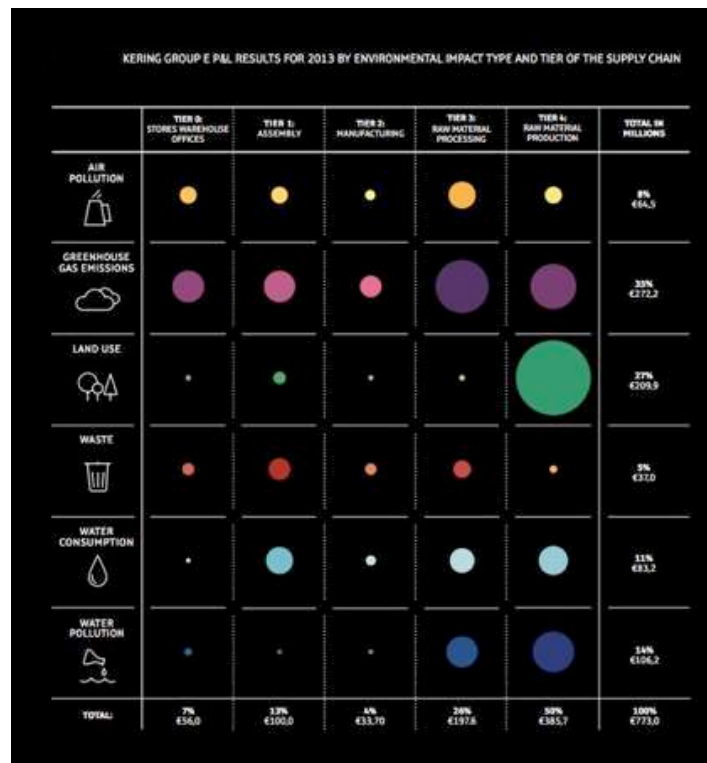 KERING GROUP E P&L RESULTS FOR 2013 BY ENVIRONMENTAL IMPACT TYPE AND TIER OF THE SUPPLY CHAIN
TIER 0:
STORES WAREHOUSE
OFFICES
TIER 1:
ASSEMBLY
TIER 2:
MANUFACTURING
TIER 3:
RAW MATERIAL
PROCESSING
TIER 4:
RAW MATERIAL
PRODUCTION
TOTAL IN
MILLIONS
AIR
POLLUTION
8%
€64,5
GREENHOUSE
GAS EMISSIONS
35%
€272,2
LAND USE
27%
€209,9
WASTE
5%
€37,0
WATER
CONSUMPTION
11%
€83,2
WATER
POLLUTION
14%
€106,2
TOTAL:
7%
€56,0
13%
€100,0
4%
€33,70
26%
€197.6
50%
€385,7
100%
€773,0